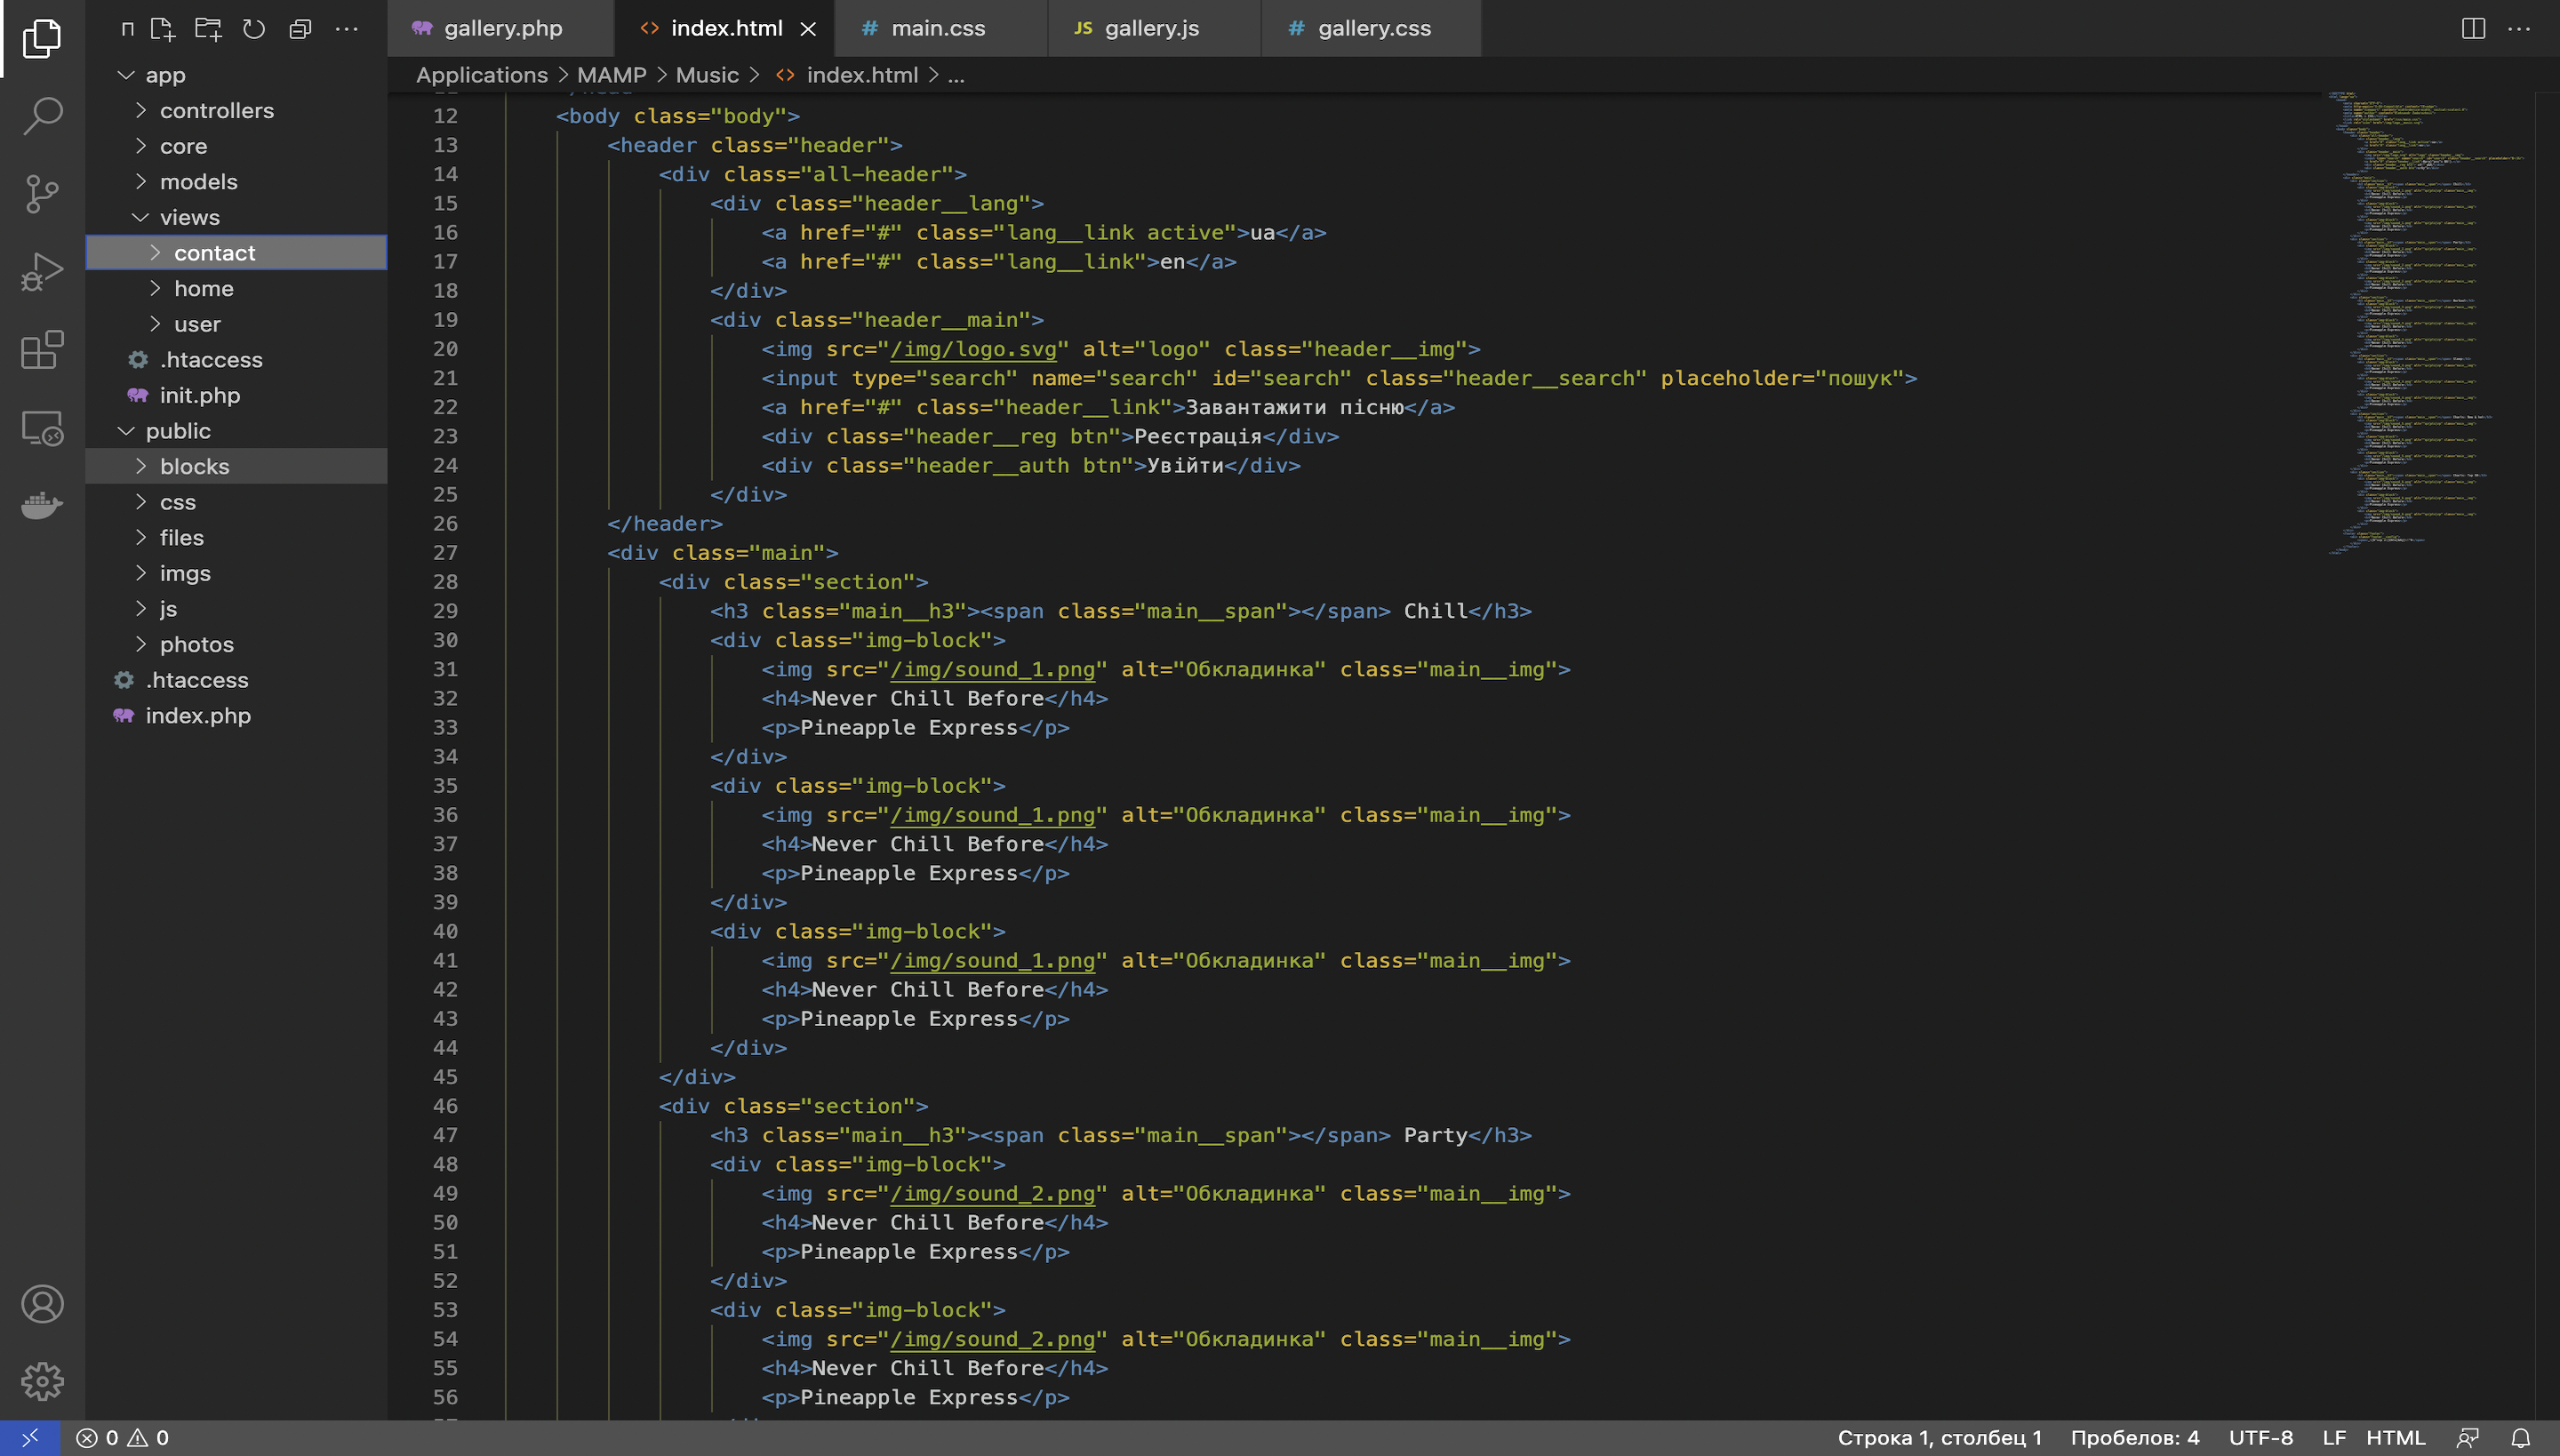 gallery.php
index.html
main.css
JS gallery.js
gallery.css
П
Applications > MAMP > Music > index.html > ...
app
controllers
core
models
views
contact
home
user
.htaccess
init.php
public
blocks
css
files
imgs
js
photos
.htaccess
index.php
12 <body class="body">
13 <header class="header">
14 <div class="all-header">
15 <div class="header__lang">
16 <a href="#" class="lang__link active">ua</a>
17 <a href="#" class="lang__link">en</a>
18 </div>
19 <div class="header__main">
20 <img src="/img/logo.svg" alt="logo" class="header__img">
21 <input type="search" name="search" id="search" class="header__search" placeholder="пошук">
22 <a href="#" class="header__link">Завантажити пісню</a>
23 <div class="header__reg btn">Реєстрація</div>
24 <div class="header__auth btn">Увійти</div>
25 </div>
26 </header>
27 <div class="main">
28 <div class="section">
29 <h3 class="main__h3"><span class="main__span"></span> Chill</h3>
30 <div class="img-block">
31 <img src="/img/sound_1.png" alt="Обкладинка" class="main__img">
32 <h4>Never Chill Before</h4>
33 <p>Pineapple Express</p>
34 </div>
35 <div class="img-block">
36 <img src="/img/sound_1.png" alt="Обкладинка" class="main__img">
37 <h4>Never Chill Before</h4>
38 <p>Pineapple Express</p>
39 </div>
40 <div class="img-block">
41 <img src="/img/sound_1.png" alt="Обкладинка" class="main__img">
42 <h4>Never Chill Before</h4>
43 <p>Pineapple Express</p>
44 </div>
45 </div>
46 <div class="section">
47 <h3 class="main__h3"><span class="main__span"></span> Party</h3>
48 <div class="img-block">
49 <img src="/img/sound_2.png" alt="Обкладинка" class="main__img">
50 <h4>Never Chill Before</h4>
51 <p>Pineapple Express</p>
52 </div>
53 <div class="img-block">
54 <img src="/img/sound_2.png" alt="Обкладинка" class="main__img">
55 <h4>Never Chill Before</h4>
56 <p>Pineapple Express</p>
0 0
Строка 1, столбец 1
Пробелов: 4
UTF-8
LF
HTML